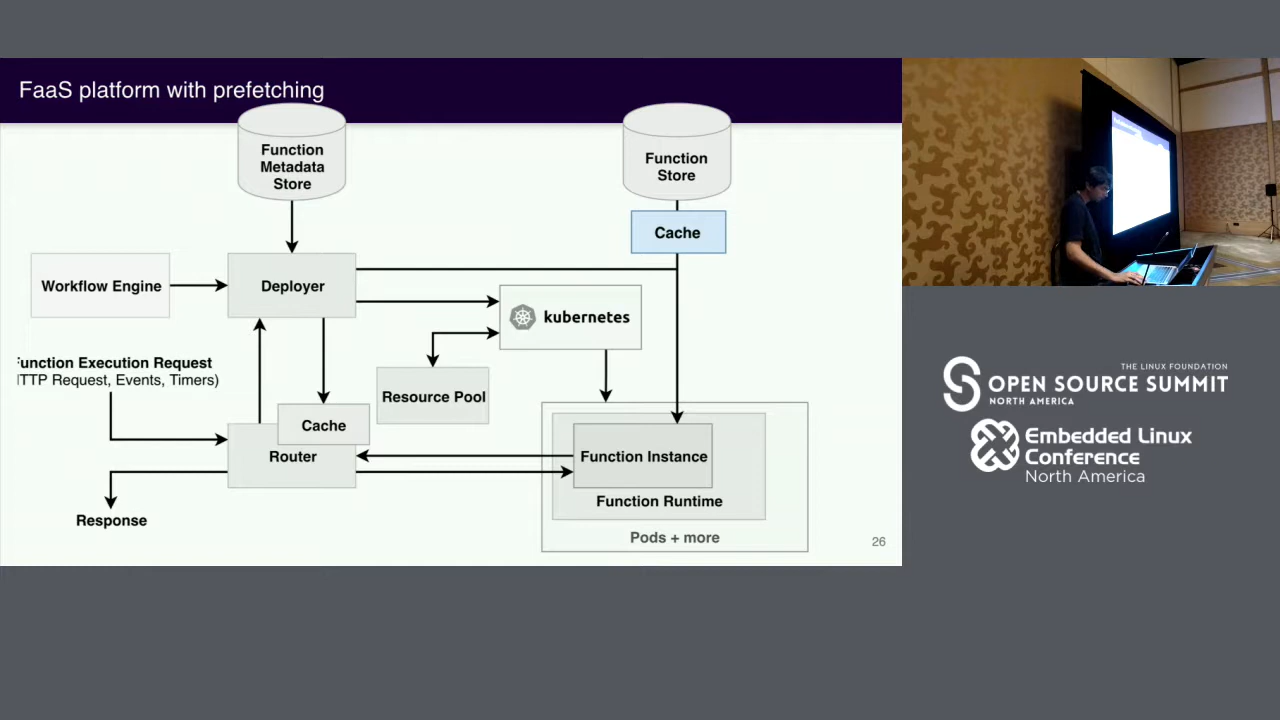 FaaS platform with prefetching
Function
Metadata
Store
Function
Store
Cache
Workflow Engine
Deployer
kubernetes
unction Execution Request
TTP Request, Events, Timers)
Resource Pool
Cache
Router
Function Instance
Function Runtime
Response
Pods + more
26
THE LINUX FOUNDATION
OPEN SOURCE SUMMIT
NORTH AMERICA
Embedded Linux
Conference
North America